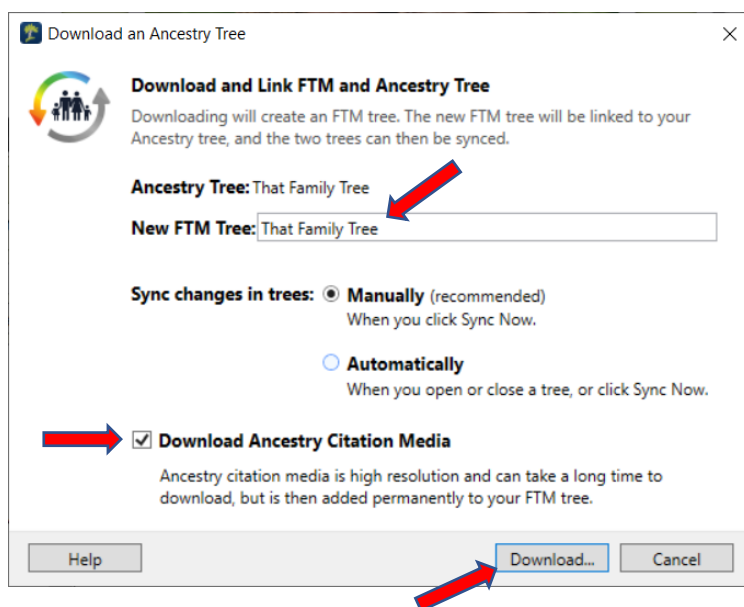 Download an Ancestry Tree
Download and Link FTM and Ancestry Tree
Downloading will create an FTM tree. The new FTM tree will be linked to your
Ancestry tree, and the two trees can then be synced.
Ancestry Tree: That Family Tree
New FTM Tree: That Family Tree
Sync changes in trees: Manually (recommended)
When you click Sync Now.
Automatically
When you open or close a tree, or click Sync Now.
Download Ancestry Citation Media
Ancestry citation media is high resolution and can take a long time to
download, but is then added permanently to your FTM tree.
Help Download... Cancel